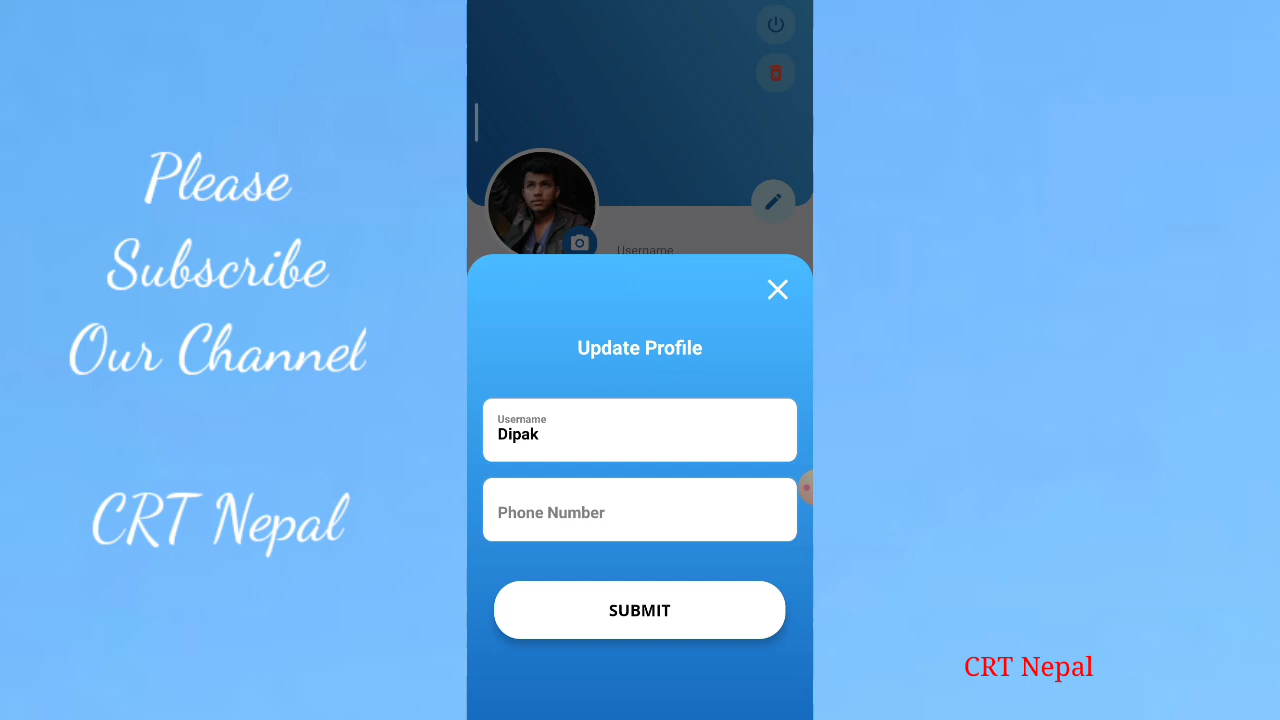 Please
Subscribe
Our Channel
CRT Nepal
Username
Update Profile
Username
Dipak
Phone Number
SUBMIT
CRT Nepal